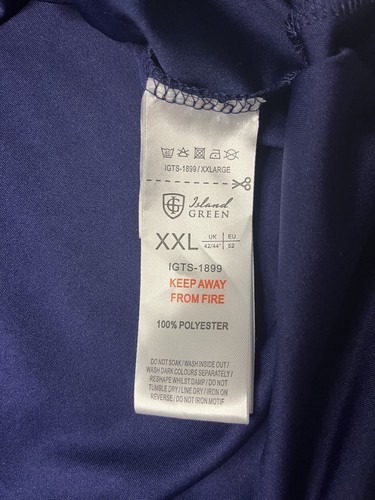 IGTS-1899/XXLARGE
Island
GREEN
XXL UK EU
42/44" 52
IGTS-1899
KEEP AWAY
FROM FIRE
100% POLYESTER
DO NOT SOAK/WASH INSIDE OUT/
WASH DARK COLOURS SEPARATELY/
RESHAPE WHILST DAMP/DO NOT
TUMBLE DRY/LINE DRY/IRON ON
REVERSE/DO NOT IRON MOTIF